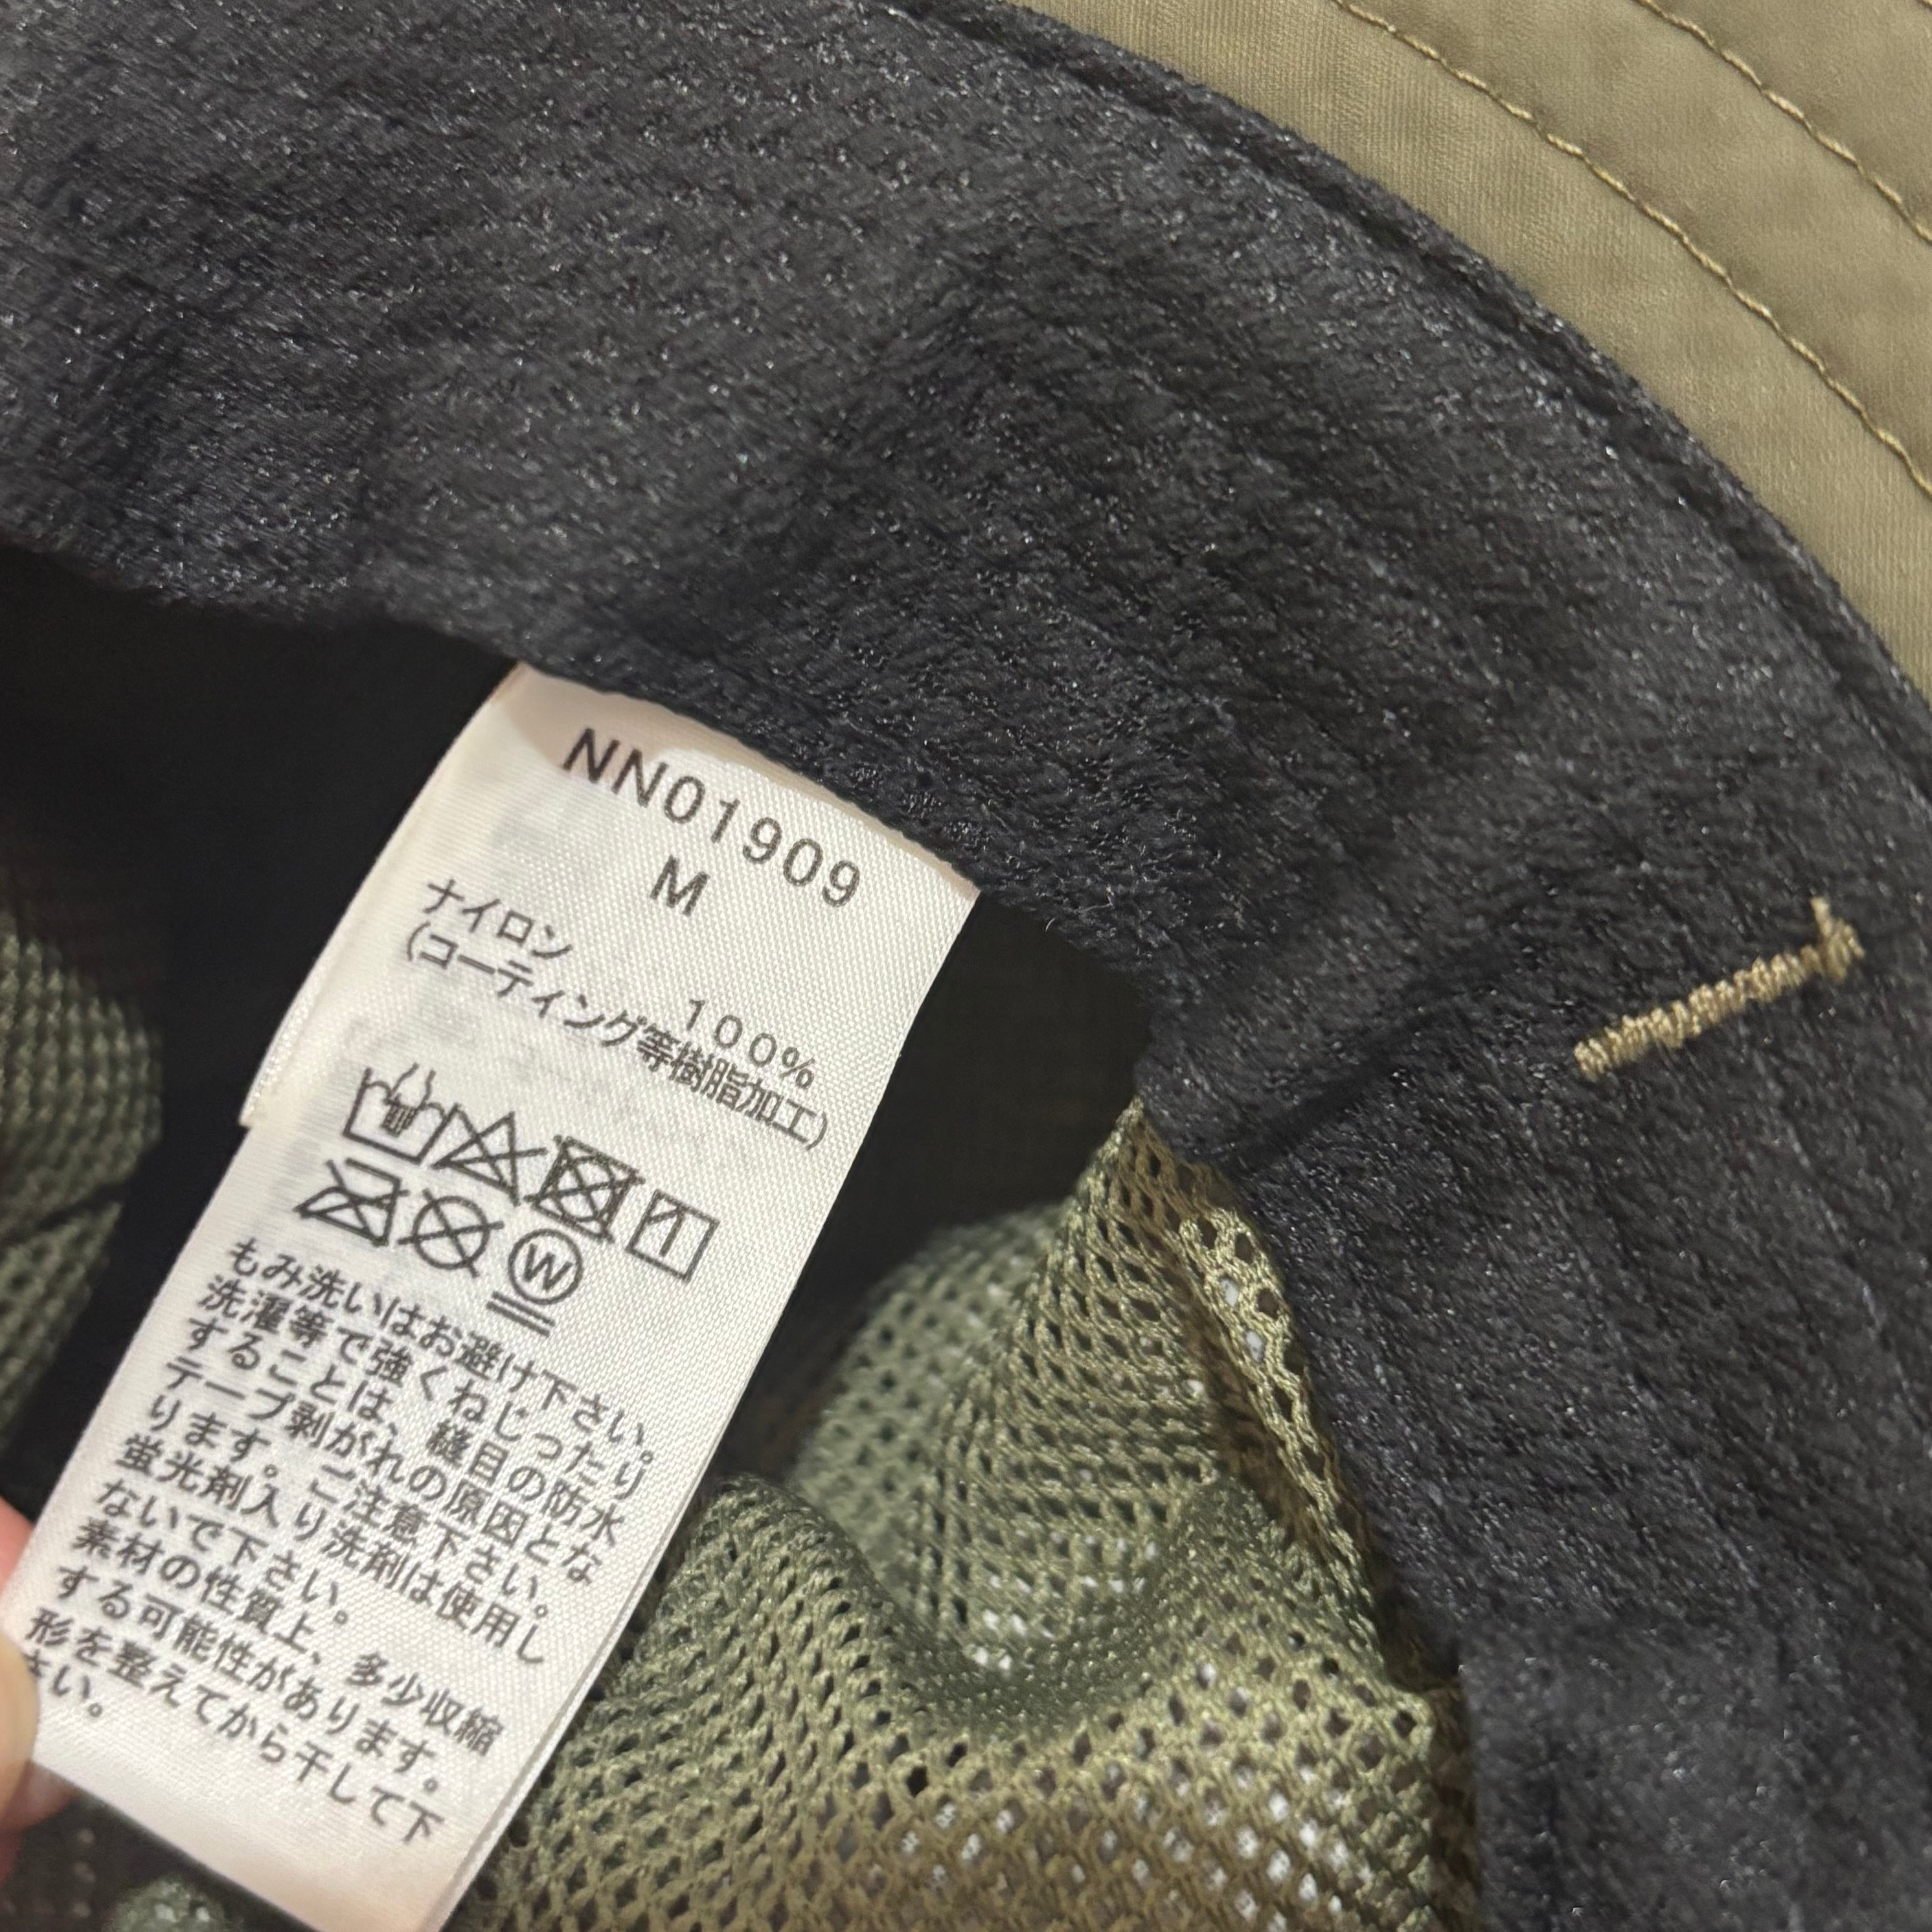 NN01909
M
ナイロン　　　100%
(コーティング等樹脂加工)
W
もみ洗いはお避け下さい。
洗濯等で強くねじったり
することは、縫目の防水
テープ剥がれの原因とな
ります。ご注意下さい。
蛍光剤入り洗剤は使用し
ないで下さい。
素材の性質上、多少収縮
する可能性があります。
形を整えてから干して下
さい。